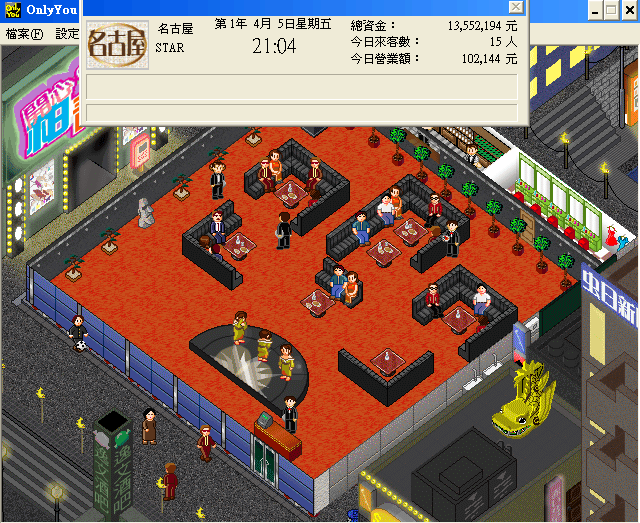 OnlyYou
檔案(F) 設定
名古屋
名古屋
STAR
第1年 4月 5日星期五
21:04
總資金： 13,552,194 元
今日來客數： 15 人
今日營業額： 102,144 元